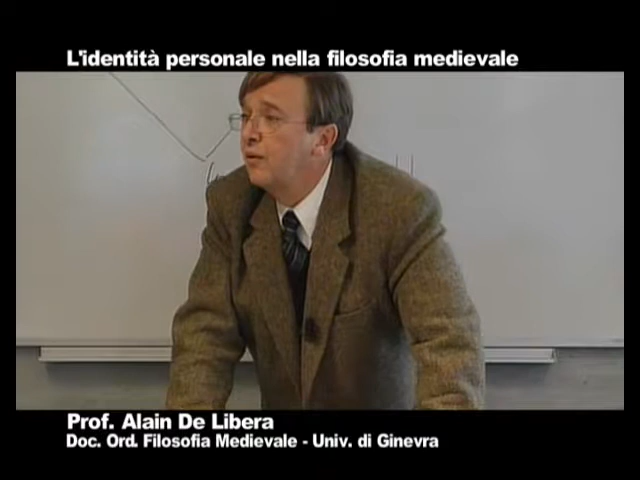 L'identità personale nella filosofia medievale
Prof. Alain De Libera
Doc. Ord. Filosofia Medievale - Univ. di Ginevra